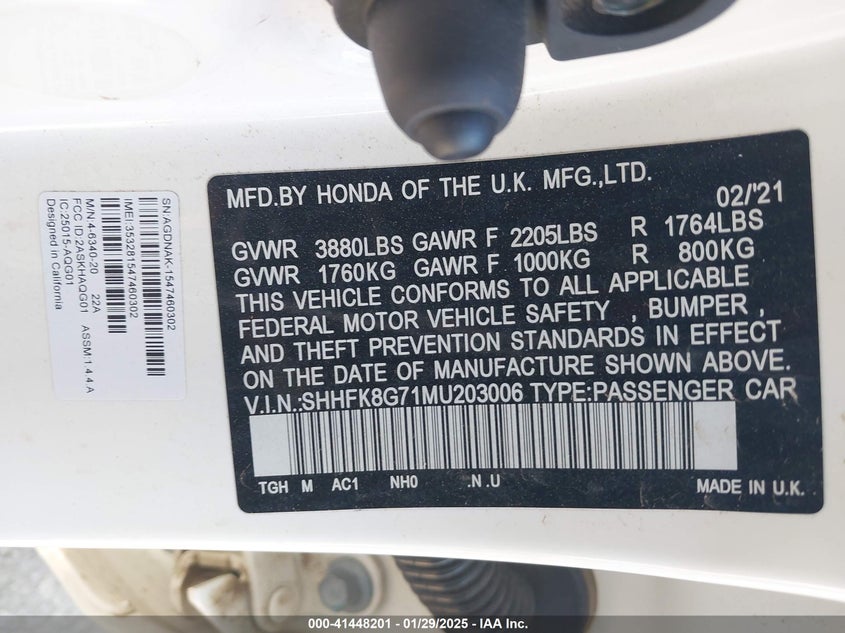 SN:AGDNAK:1547460302
IMEI:353281547460302
M/N 4-6340-20 22A
FCC ID:2ASKHAQG01 ASSM:1.4.4.A
IC:25015-AQG01
Designed in California
MFD.BY HONDA OF THE U.K. MFG.,LTD.
02/'21
GVWR 3880LBS GAWR F 2205LBS R 1764LBS
GVWR 1760KG GAWR F 1000KG R 800KG
THIS VEHICLE CONFORMS TO ALL APPLICABLE
FEDERAL MOTOR VEHICLE SAFETY , BUMPER ,
AND THEFT PREVENTION STANDARDS IN EFFECT
ON THE DATE OF MANUFACTURE SHOWN ABOVE.
V.I.N.:SHHFK8G71MU203006 TYPE:PASSENGER CAR
TGH M AC1 NH0 .N .U
MADE IN U.K.
000-41448201 - 01/29/2025 - IAA Inc.